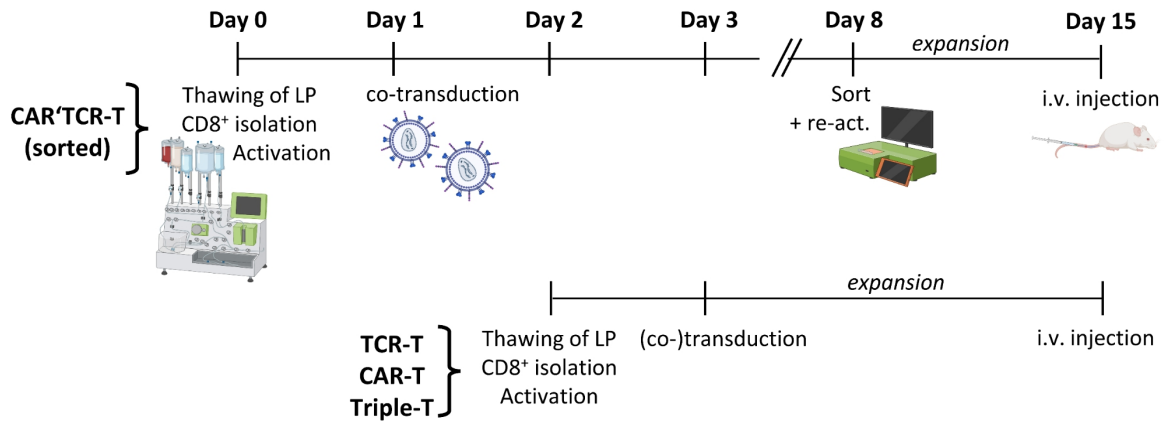 Day 0 Day 1 Day 2 Day 3 Day 8 Day 15
expansion
CAR‘TCR-T
(sorted)
Thawing of LP
CD8⁺ isolation
Activation
co-transduction
Sort
+ re-act.
i.v. injection
expansion
TCR-T
CAR-T
Triple-T
Thawing of LP
CD8⁺ isolation
Activation
(co-)transduction
i.v. injection